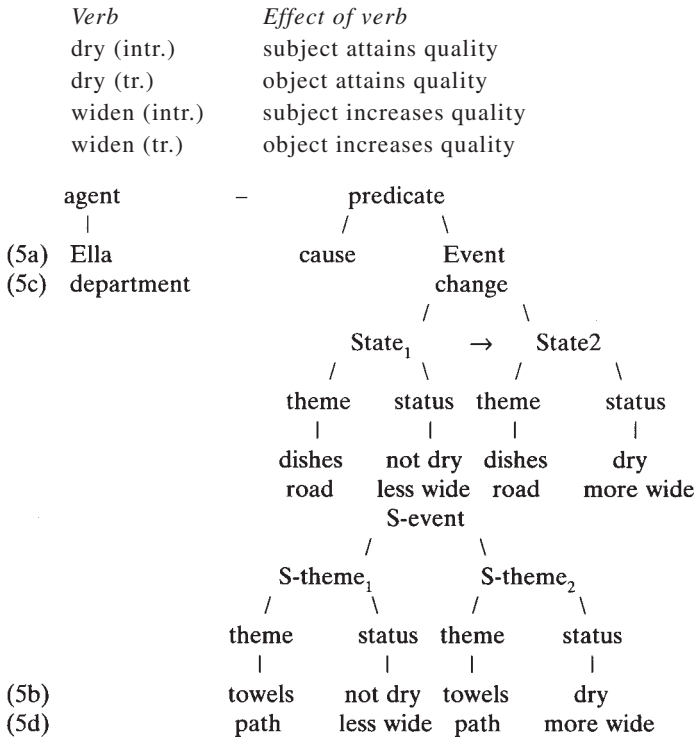 Verb Effect of verb
dry (intr.) subject attains quality
dry (tr.) object attains quality
widen (intr.) subject increases quality
widen (tr.) object increases quality
agent – predicate
| / \
(5a) Ella cause Event
(5c) department change
/ \
State₁ → State2
/ \ / \
theme status theme status
| | | |
dishes not dry dishes dry
road less wide road more wide
S-event
/ \
S-theme₁ S-theme₂
/ \ / \
theme status theme status
| | | |
(5b) towels not dry towels dry
(5d) path less wide path more wide